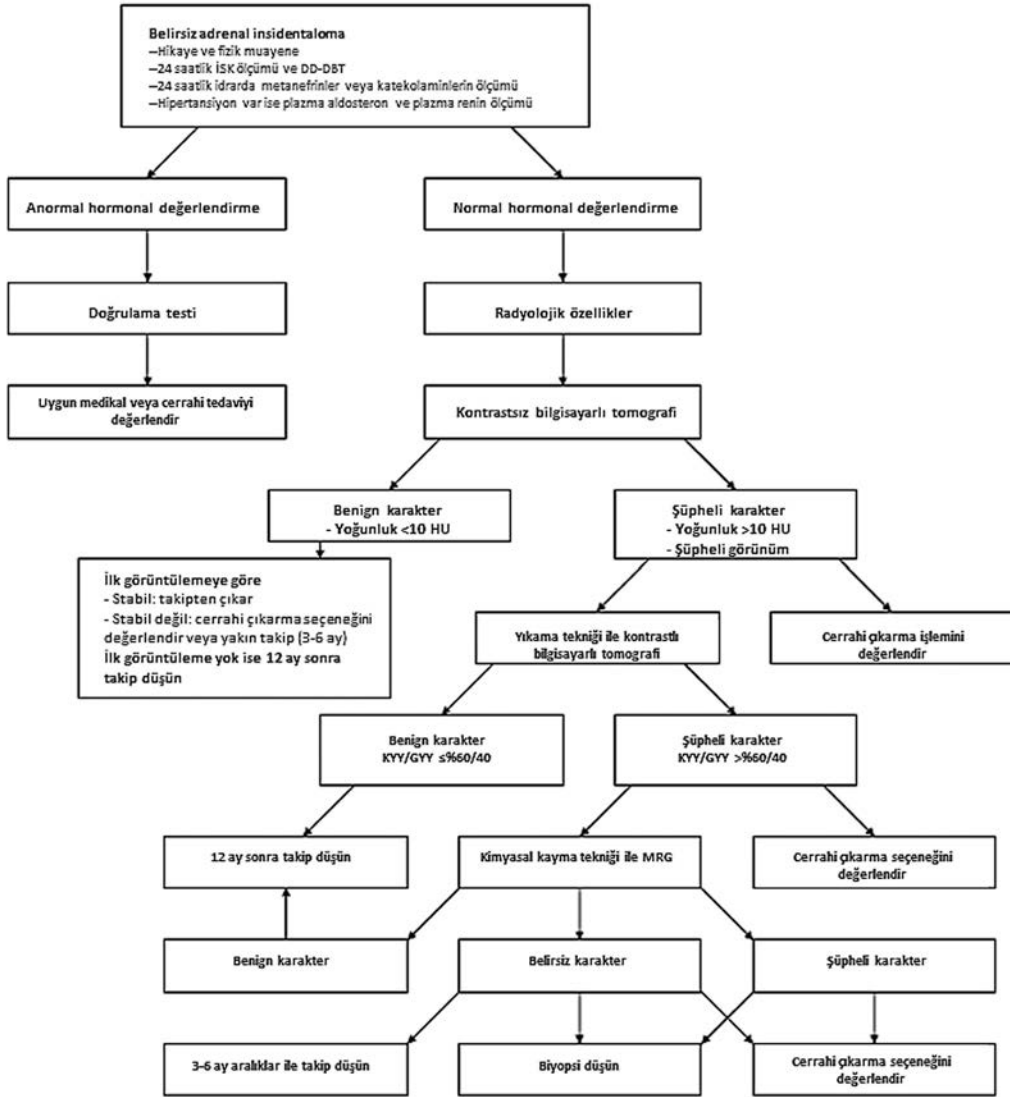 Belirsiz adrenal insidentaloma
—Hikaye ve fizik muayene
—24 saatlik İSK ölçümü ve DD-DBT
—24 saatlik idrarda metanefrinler veya katekolaminlerin ölçümü
—Hipertansiyon var ise plazma aldosteron ve plazma renin ölçümü
Anormal hormonal değerlendirme
Normal hormonal değerlendirme
Doğrulama testi
Radyolojik özellikler
Uygun medikal veya cerrahi tedaviyi
değerlendir
Kontrastsız bilgisayarlı tomografi
Benign karakter
- Yoğunluk <10 HU
Şüpheli karakter
- Yoğunluk >10 HU
- Şüpheli görünüm
İlk görüntülemeye göre
- Stabil: takipten çıkar
- Stabil değil: cerrahi çıkarma seçeneğini
değerlendir veya yakın takip (3-6 ay)
İlk görüntüleme yok ise 12 ay sonra
takip düşün
Yıkama tekniği ile kontrastlı
bilgisayarlı tomografi
Cerrahi çıkarma işlemini
değerlendir
Benign karakter
KYY/GYY ≤%60/40
Şüpheli karakter
KYY/GYY >%60/40
12 ay sonra takip düşün
Kimyasal kayma tekniği ile MRG
Cerrahi çıkarma seçeneğini
değerlendir
Benign karakter
Belirsiz karakter
Şüpheli karakter
3-6 ay aralıklar ile takip düşün
Biyopsi düşün
Cerrahi çıkarma seçeneğini
değerlendir